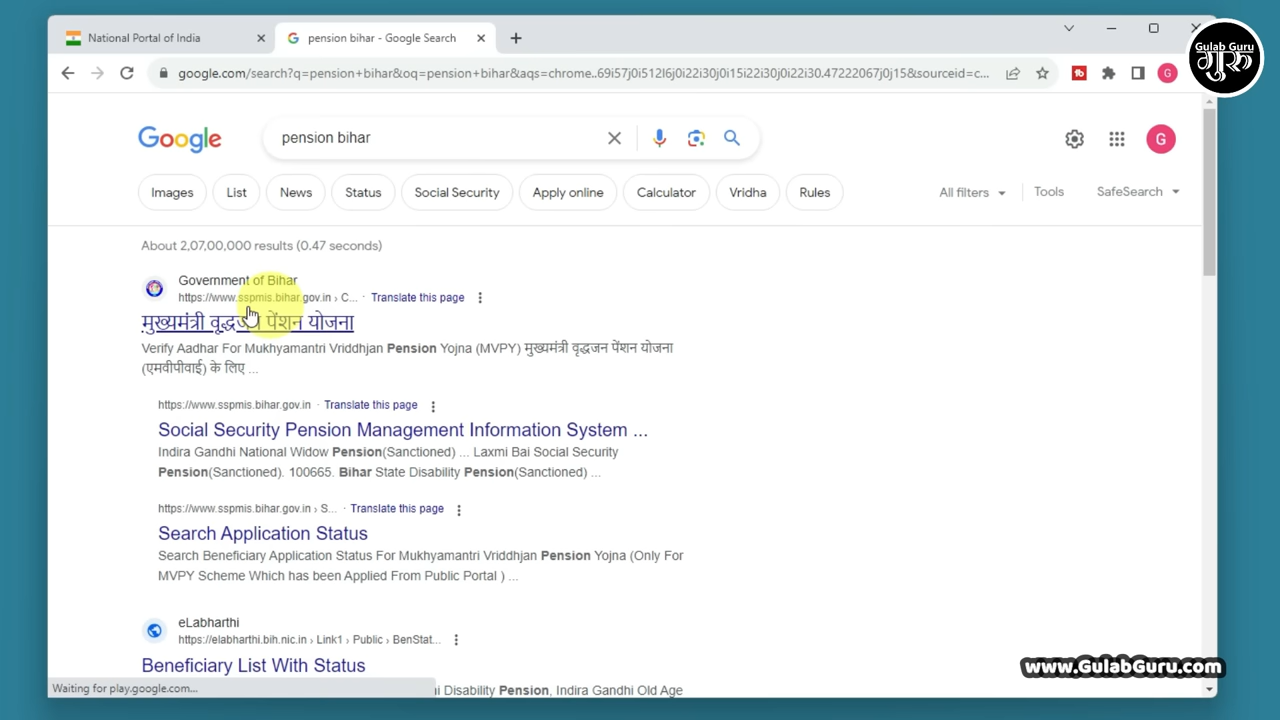 National Portal of India
pension bihar - Google Search
Gulab Guru
गुरू
google.com/search?q=pension+bihar&oq=pension+bihar&aqs=chrome..69i57j0i512l6j0i22i30j0i15i22i30j0i22i30.47222067j0j15&sourceid=c...
G
Google
pension bihar
G
Images
List
News
Status
Social Security
Apply online
Calculator
Vridha
Rules
All filters
Tools
SafeSearch
About 2,07,00,000 results (0.47 seconds)
Government of Bihar
https://www.sspmis.bihar.gov.in › C... · Translate this page
मुख्यमंत्री वृद्धजन पेंशन योजना
Verify Aadhar For Mukhyamantri Vriddhjan Pension Yojna (MVPY) मुख्यमंत्री वृद्धजन पेंशन योजना
(एमवीपीवाई) के लिए ...
https://www.sspmis.bihar.gov.in · Translate this page
Social Security Pension Management Information System ...
Indira Gandhi National Widow Pension(Sanctioned) ... Laxmi Bai Social Security
Pension(Sanctioned). 100665. Bihar State Disability Pension(Sanctioned) ...
https://www.sspmis.bihar.gov.in › S... · Translate this page
Search Application Status
Search Beneficiary Application Status For Mukhyamantri Vriddhjan Pension Yojna (Only For
MVPY Scheme Which has been Applied From Public Portal ) ...
eLabharthi
https://elabharthi.bih.nic.in › Link1 › Public › BenStat...
Beneficiary List With Status
www.GulabGuru.com
Waiting for play.google.com...
Disability Pension, Indira Gandhi Old Age